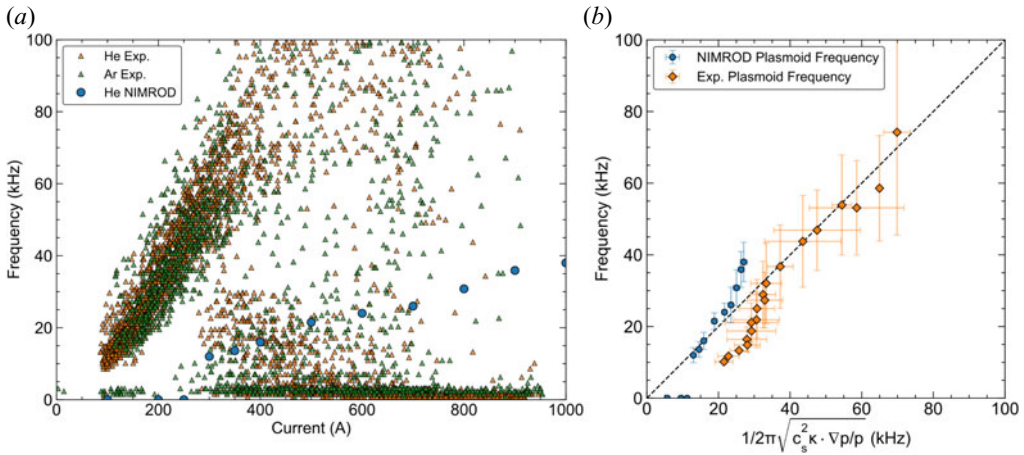 (a)
100
80
60
40
20
0
Frequency (kHz)
He Exp.
Ar Exp.
He NIMROD
0 200 400 600 800 1000
Current (A)
(b)
100
80
60
40
20
0
Frequency (kHz)
NIMROD Plasmoid Frequency
Exp. Plasmoid Frequency
0 20 40 60 80 100
1/2π√c_s^2 κ · ∇p/p (kHz)